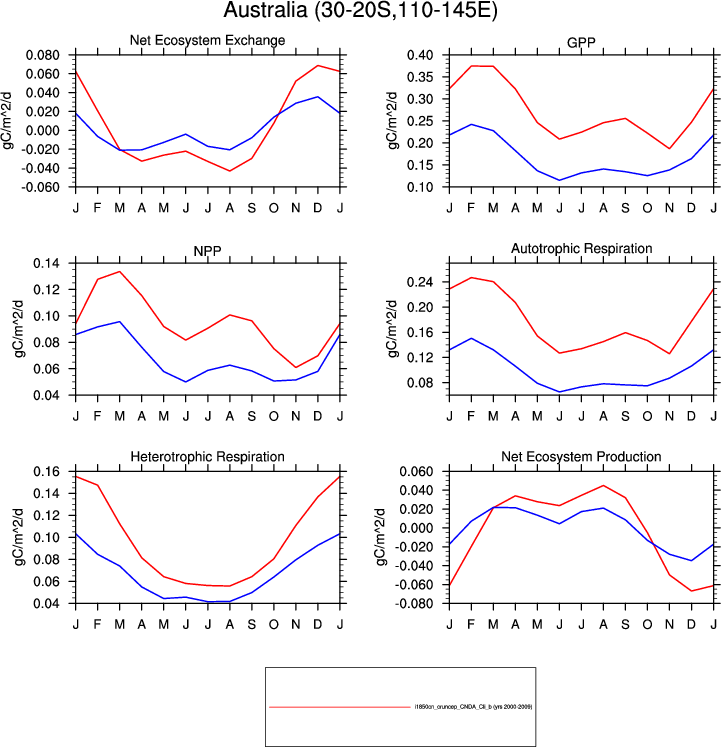 Australia (30-20S,110-145E)
Net Ecosystem Exchange
gC/m^2/d
0.080
0.060
0.040
0.020
0.000
-0.020
-0.040
-0.060
J F M A M J J A S O N D J
GPP
gC/m^2/d
0.40
0.35
0.30
0.25
0.20
0.15
0.10
J F M A M J J A S O N D J
NPP
gC/m^2/d
0.14
0.12
0.10
0.08
0.06
0.04
J F M A M J J A S O N D J
Autotrophic Respiration
gC/m^2/d
0.24
0.20
0.16
0.12
0.08
J F M A M J J A S O N D J
Heterotrophic Respiration
gC/m^2/d
0.16
0.14
0.12
0.10
0.08
0.06
0.04
J F M A M J J A S O N D J
Net Ecosystem Production
gC/m^2/d
0.060
0.040
0.020
0.000
-0.020
-0.040
-0.060
-0.080
J F M A M J J A S O N D J
(yrs 2000-2009)